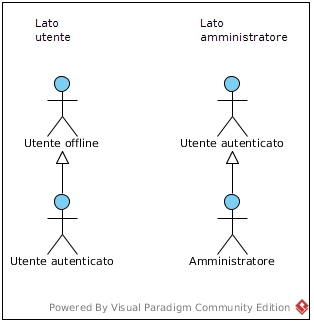 Lato
utente
Lato
amministratore
Utente offline
Utente autenticato
Utente autenticato
Amministratore
Powered By Visual Paradigm Community Edition